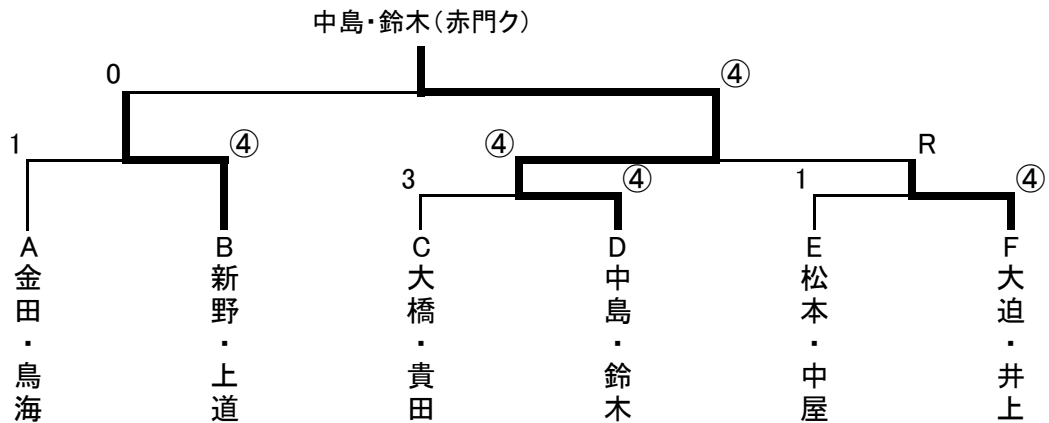 中島・鈴木(赤門ク)
0 ④
1 ④ ④ R
3 ④ 1 ④
A B C D E F
金田・鳥海
新野・上道
大橋・貴田
中島・鈴木
松本・中屋
大迫・井上